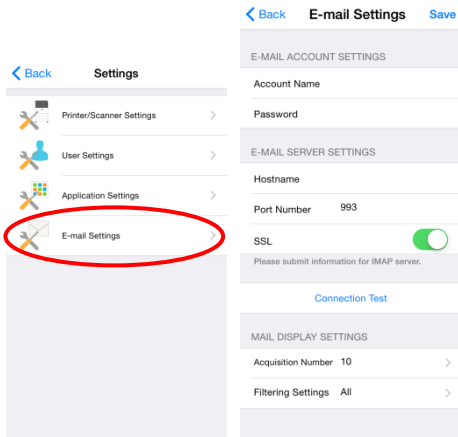 Back Settings
Printer/Scanner Settings
User Settings
Application Settings
E-mail Settings
Back E-mail Settings Save
E-MAIL ACCOUNT SETTINGS
Account Name
Password
E-MAIL SERVER SETTINGS
Hostname
Port Number 993
SSL
Please submit information for IMAP server.
Connection Test
MAIL DISPLAY SETTINGS
Acquisition Number 10
Filtering Settings All